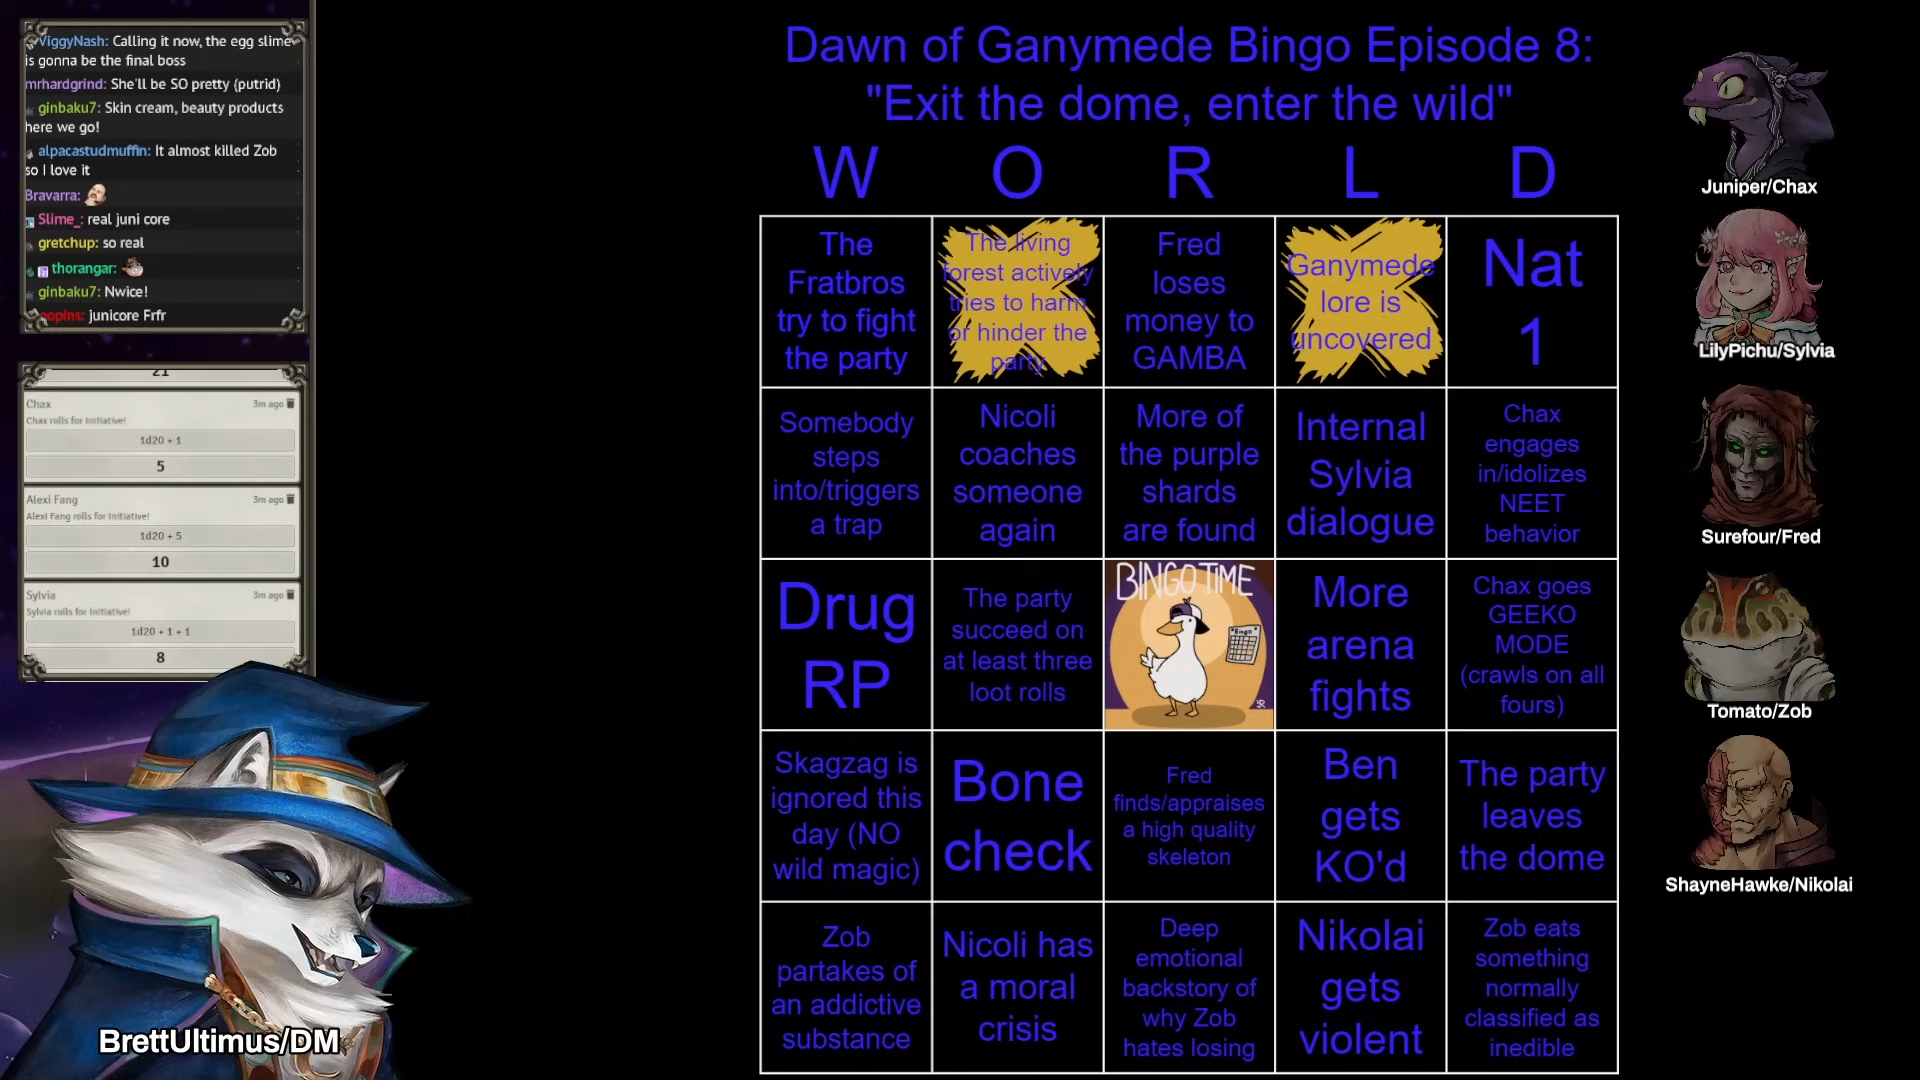 ViggyNash: Calling it now, the egg slime
is gonna be the final boss
mrhardgrind: She'll be SO pretty (putrid)
ginbaku7: Skin cream, beauty products
here we go!
alpacastudmuffin: It almost killed Zob
so I love it
Bravarra:
Slime_: real juni core
gretchup: so real
thorangar:
ginbaku7: Nwice!
junicore Frfr
21
Chax 3m ago
Chax rolls for Initiative!
1d20 + 1
5
Alexi Fang 3m ago
Alexi Fang rolls for Initiative!
1d20 + 5
10
Sylvia 3m ago
Sylvia rolls for Initiative!
1d20 + 1 + 1
8
BrettUltimus/DM
Dawn of Ganymede Bingo Episode 8:
"Exit the dome, enter the wild"
W O R L D
The
Fratbros
try to fight
the party
The living
forest actively
tries to harm
or hinder the
party
Fred
loses
money to
GAMBA
Ganymede
lore is
uncovered
Nat
1
Somebody
steps
into/triggers
a trap
Nicoli
coaches
someone
again
More of
the purple
shards
are found
Internal
Sylvia
dialogue
Chax
engages
in/idolizes
NEET
behavior
Drug
RP
The party
succeed on
at least three
loot rolls
BINGO TIME
Bingo
More
arena
fights
Chax goes
GEEKO
MODE
(crawls on all
fours)
Skagzag is
ignored this
day (NO
wild magic)
Bone
check
Fred
finds/appraises
a high quality
skeleton
Ben
gets
KO'd
The party
leaves
the dome
Zob
partakes of
an addictive
substance
Nicoli has
a moral
crisis
Deep
emotional
backstory of
why Zob
hates losing
Nikolai
gets
violent
Zob eats
something
normally
classified as
inedible
Juniper/Chax
LilyPichu/Sylvia
Surefour/Fred
Tomato/Zob
ShayneHawke/Nikolai